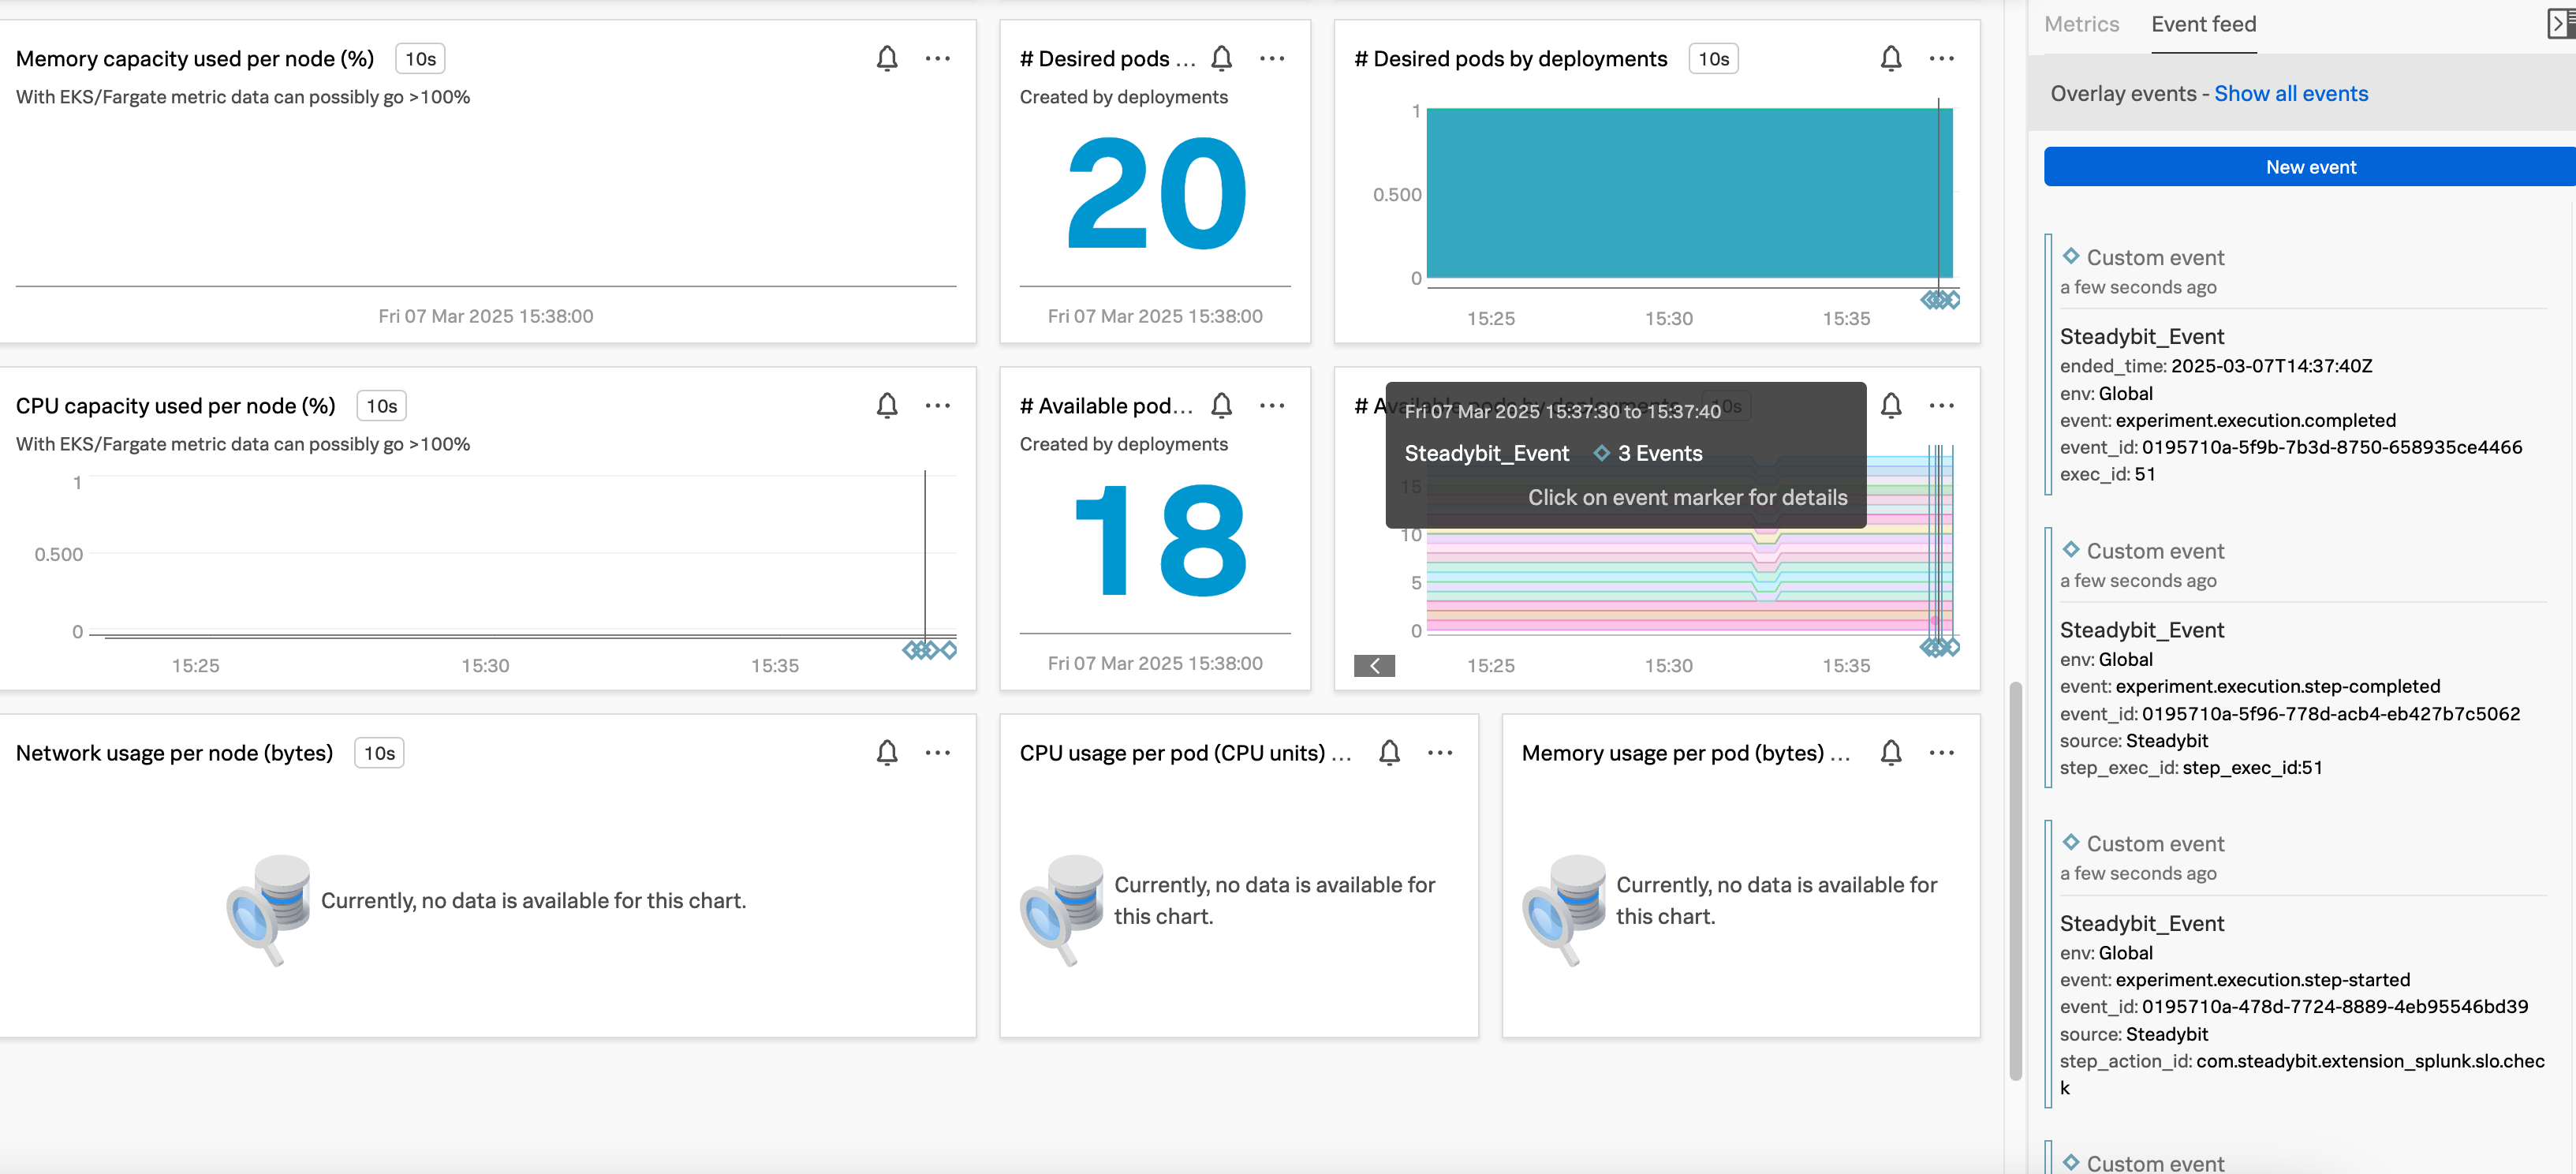 Memory capacity used per node (%) 10s
With EKS/Fargate metric data can possibly go >100%
Fri 07 Mar 2025 15:38:00
# Desired pods ...
Created by deployments
20
Fri 07 Mar 2025 15:38:00
# Desired pods by deployments 10s
1
0.500
0
15:25 15:30 15:35
CPU capacity used per node (%) 10s
With EKS/Fargate metric data can possibly go >100%
1
0.500
0
15:25 15:30 15:35
# Available pod...
Created by deployments
18
Fri 07 Mar 2025 15:38:00
# Available pods by deployments 10s
Fri 07 Mar 2025 15:37:30 to 15:37:40
Steadybit_Event 3 Events
Click on event marker for details
15
10
5
0
15:25 15:30 15:35
Network usage per node (bytes) 10s
Currently, no data is available for this chart.
CPU usage per pod (CPU units) ...
Currently, no data is available for
this chart.
Memory usage per pod (bytes) ...
Currently, no data is available for
this chart.
Metrics Event feed
Overlay events - Show all events
New event
Custom event
a few seconds ago
Steadybit_Event
ended_time: 2025-03-07T14:37:40Z
env: Global
event: experiment.execution.completed
event_id: 0195710a-5f9b-7b3d-8750-658935ce4466
exec_id: 51
Custom event
a few seconds ago
Steadybit_Event
env: Global
event: experiment.execution.step-completed
event_id: 0195710a-5f96-778d-acb4-eb427b7c5062
source: Steadybit
step_exec_id: step_exec_id:51
Custom event
a few seconds ago
Steadybit_Event
env: Global
event: experiment.execution.step-started
event_id: 0195710a-478d-7724-8889-4eb95546bd39
source: Steadybit
step_action_id: com.steadybit.extension_splunk.slo.chec
k
Custom event